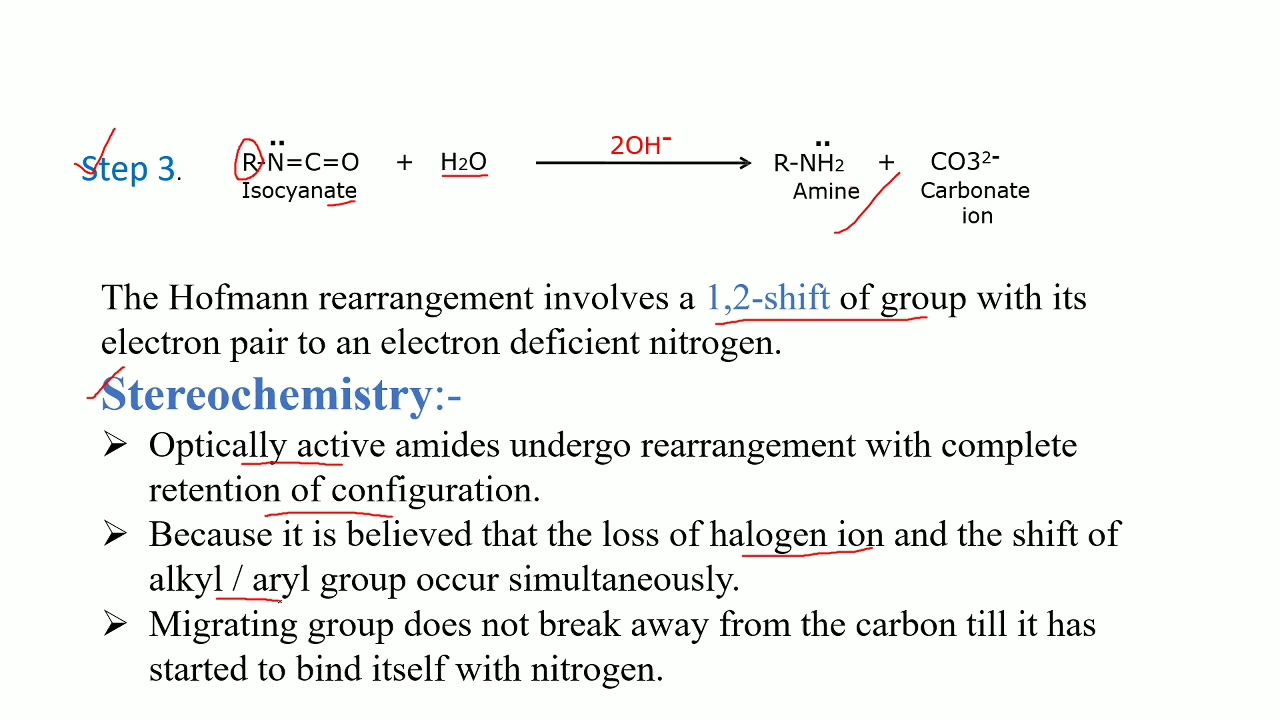 Step 3. R-N=C=O + H2O 2OH⁻ R-NH2 + CO3²⁻
Isocyanate Amine Carbonate
ion
The Hofmann rearrangement involves a 1,2-shift of group with its
electron pair to an electron deficient nitrogen.
Stereochemistry:-
➢ Optically active amides undergo rearrangement with complete
retention of configuration.
➢ Because it is believed that the loss of halogen ion and the shift of
alkyl / aryl group occur simultaneously.
➢ Migrating group does not break away from the carbon till it has
started to bind itself with nitrogen.